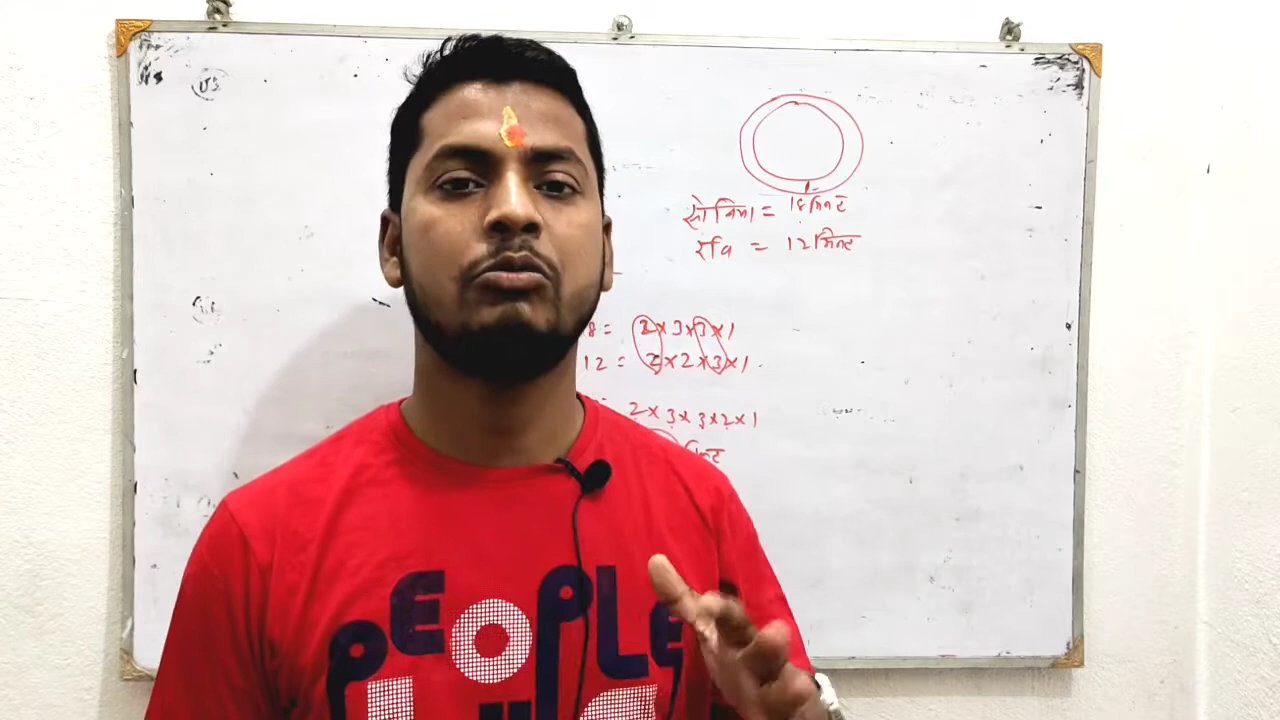 सोनिया = 18 मिनट
रवि = 12 मिनट
8 = 2×3×3×1
12 = 2×2×3×1
2×3×3×2×1
PEOPLE